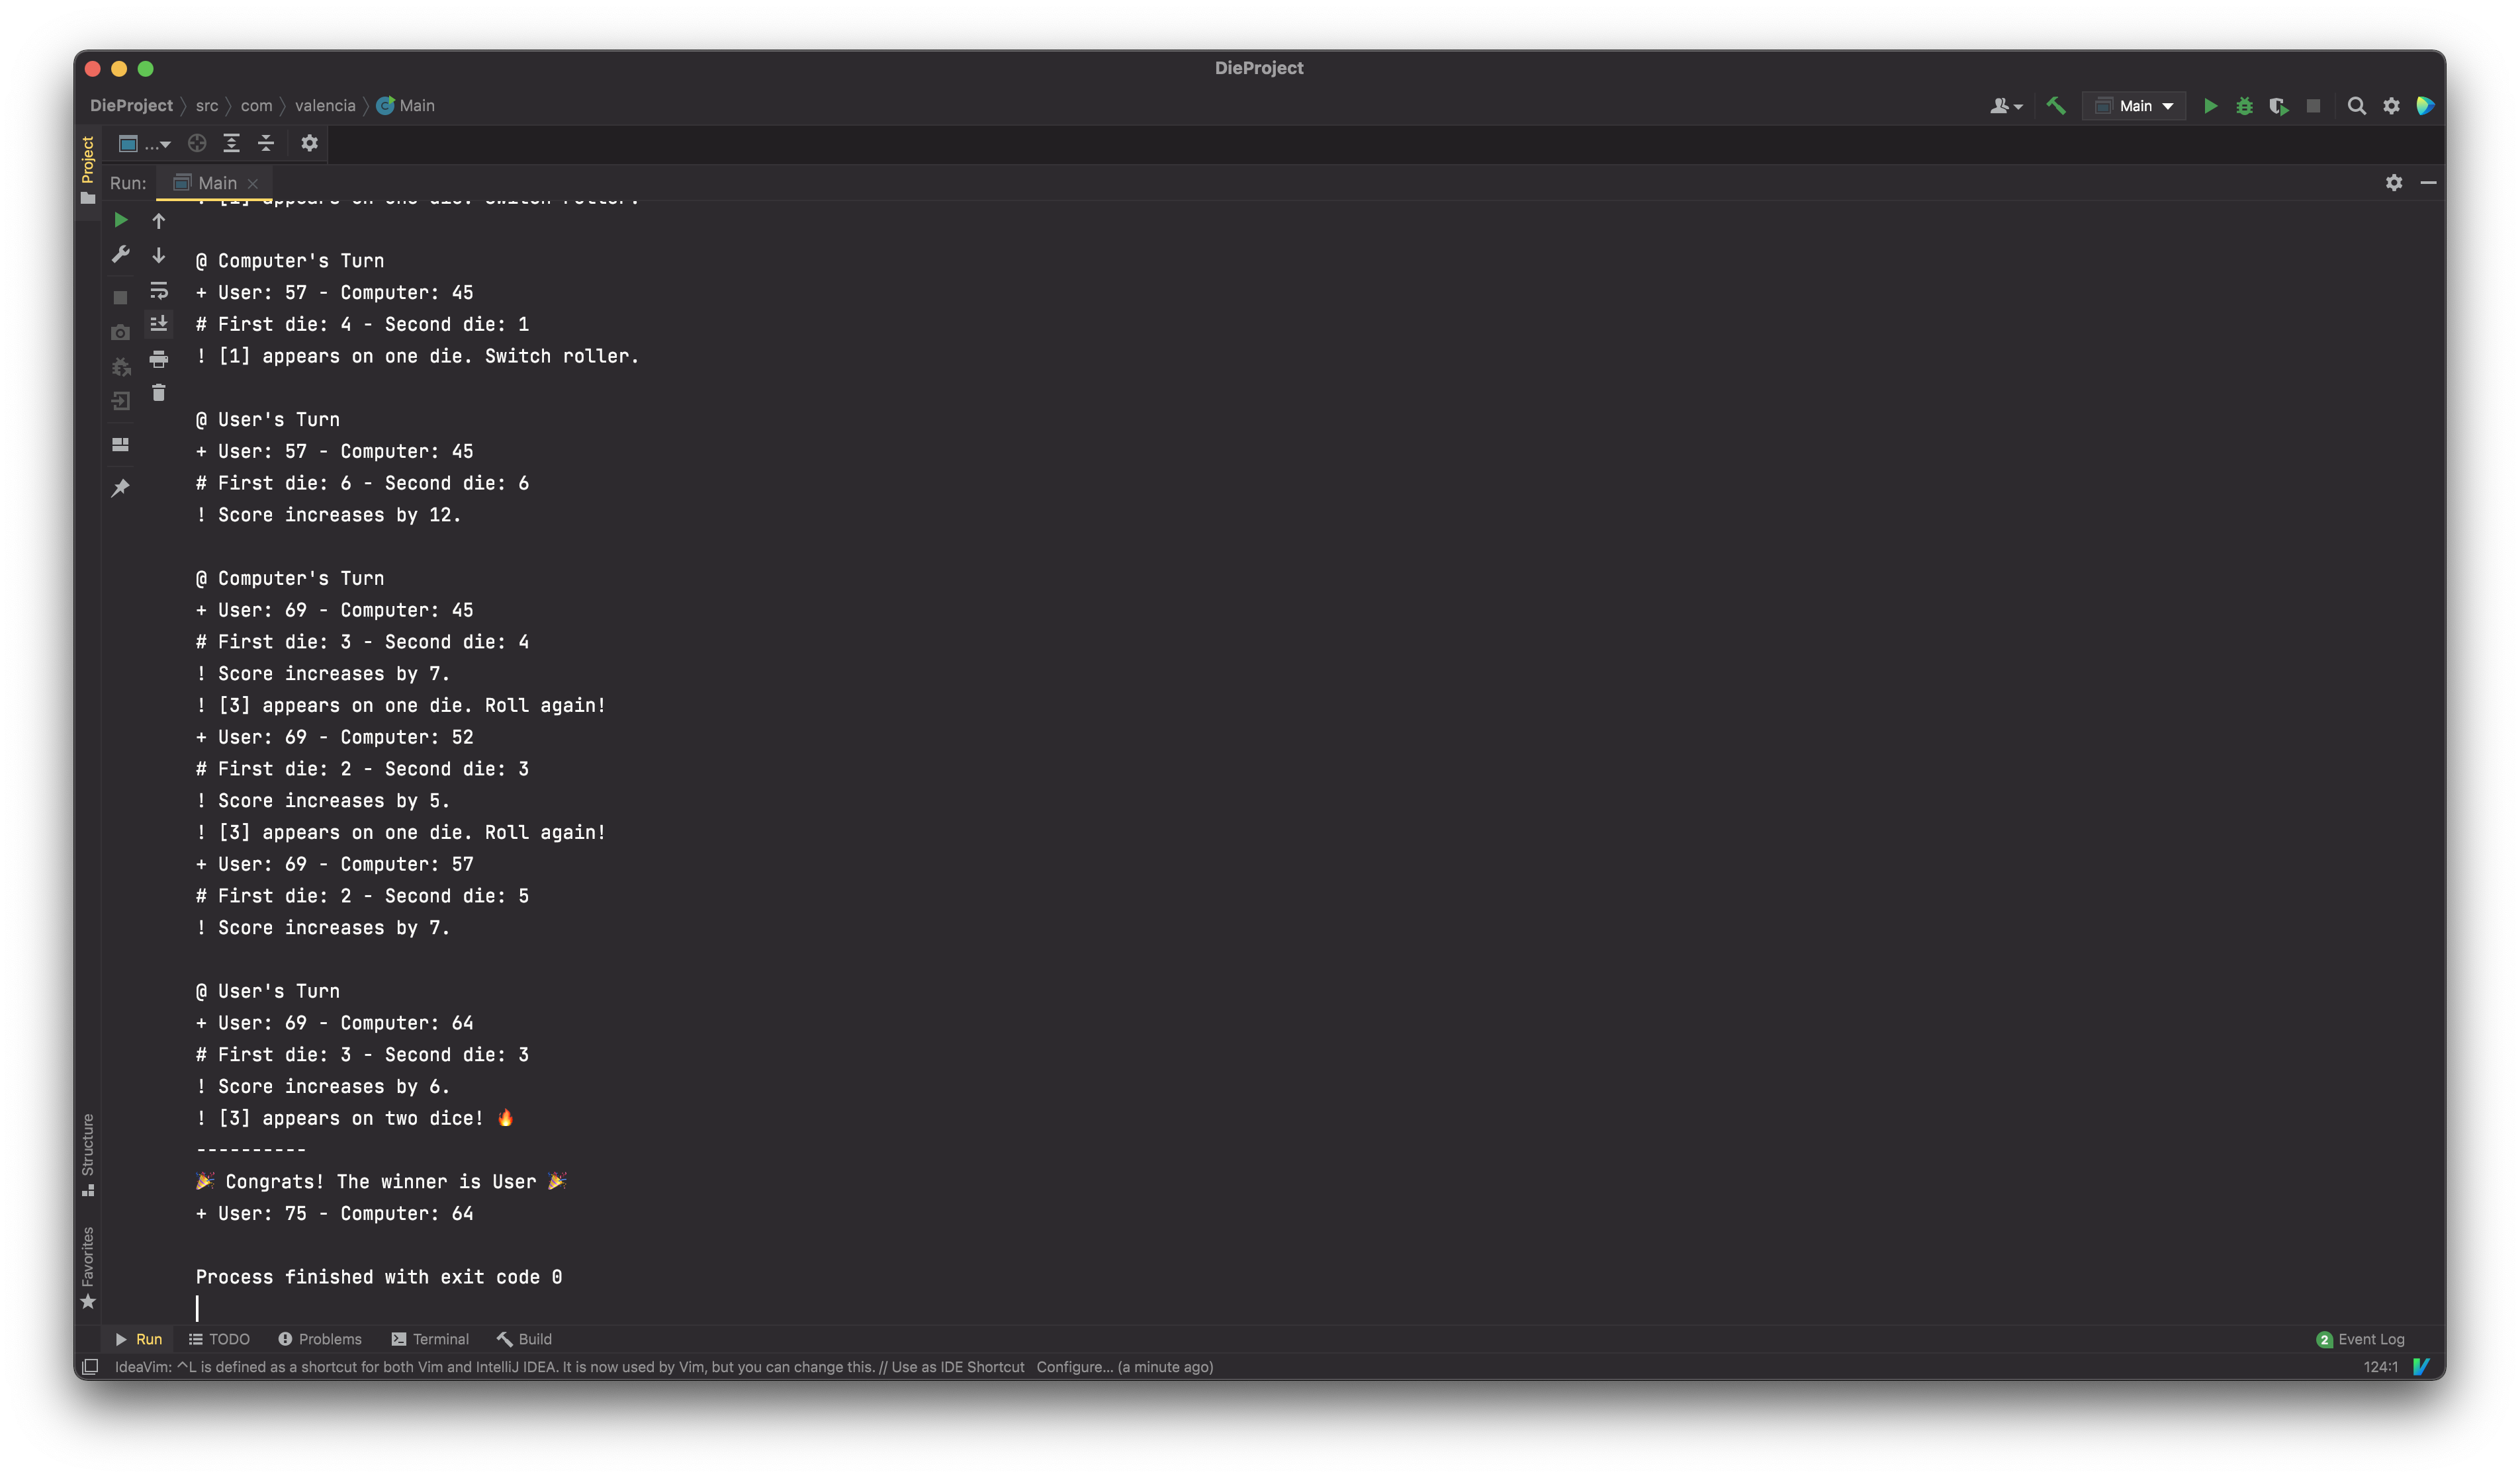 DieProject
DieProject src com valencia Main
Main
Project
...
Run: Main
! [1] appears on one die. Switch roller.
@ Computer's Turn
+ User: 57 - Computer: 45
# First die: 4 - Second die: 1
! [1] appears on one die. Switch roller.
@ User's Turn
+ User: 57 - Computer: 45
# First die: 6 - Second die: 6
! Score increases by 12.
@ Computer's Turn
+ User: 69 - Computer: 45
# First die: 3 - Second die: 4
! Score increases by 7.
! [3] appears on one die. Roll again!
+ User: 69 - Computer: 52
# First die: 2 - Second die: 3
! Score increases by 5.
! [3] appears on one die. Roll again!
+ User: 69 - Computer: 57
# First die: 2 - Second die: 5
! Score increases by 7.
@ User's Turn
+ User: 69 - Computer: 64
# First die: 3 - Second die: 3
! Score increases by 6.
! [3] appears on two dice! 🔥
----------
🎉 Congrats! The winner is User 🎉
+ User: 75 - Computer: 64
Process finished with exit code 0
Structure
Favorites
Run TODO Problems Terminal Build
2 Event Log
IdeaVim: ^L is defined as a shortcut for both Vim and IntelliJ IDEA. It is now used by Vim, but you can change this. // Use as IDE Shortcut Configure... (a minute ago)
124:1